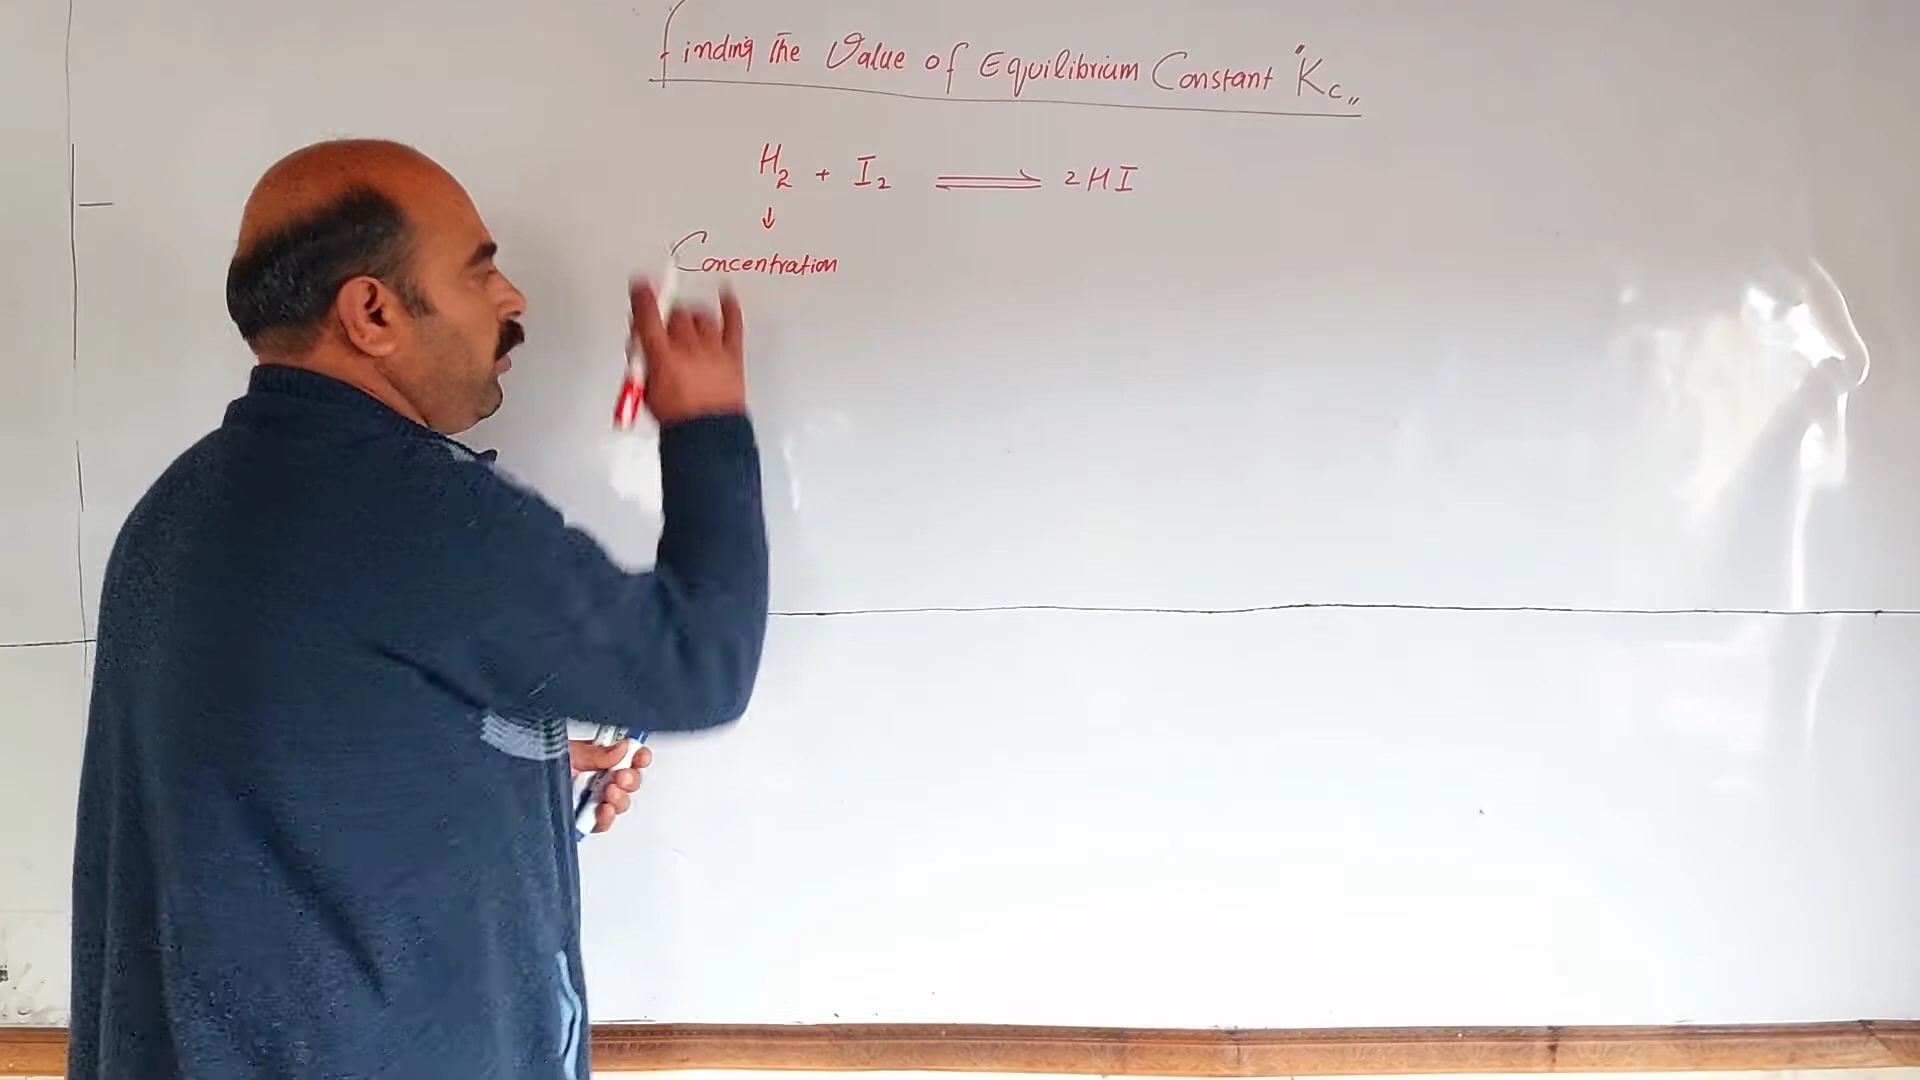 Finding The Value of Equilibrium Constant "Kc"
H₂ + I₂ ⇌ 2HI
↓
Concentration